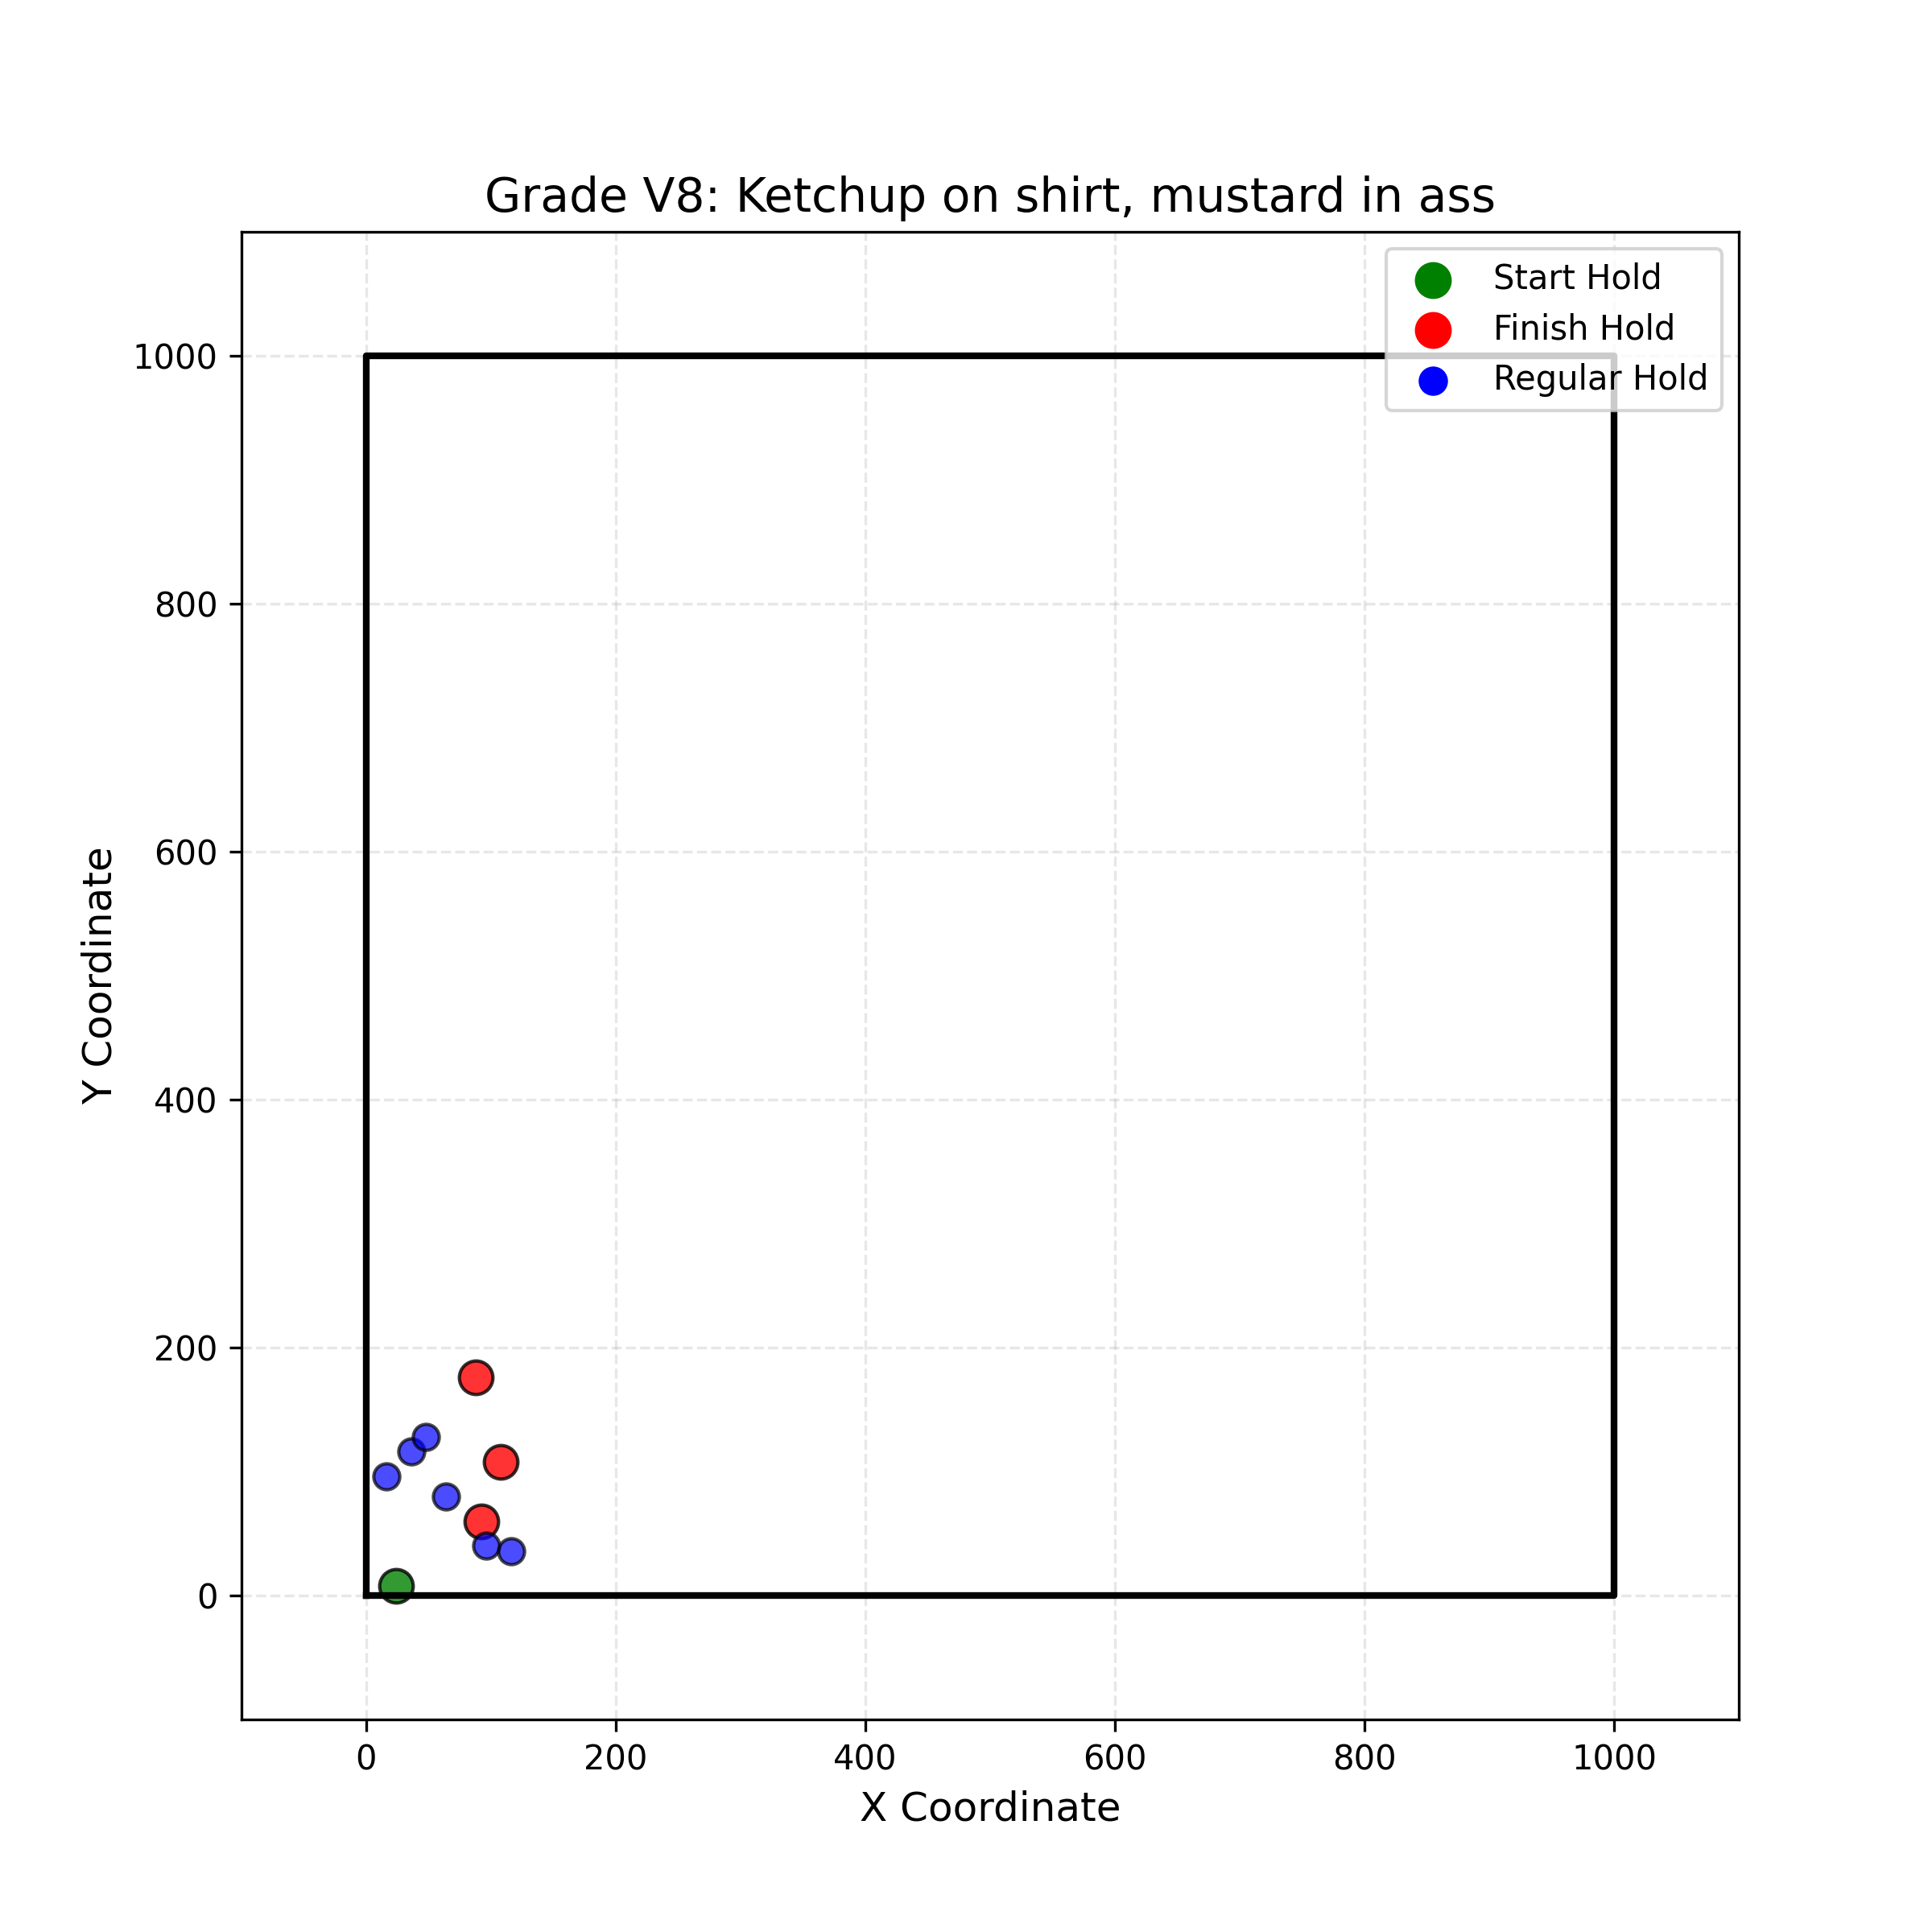 Grade V8: Ketchup on shirt, mustard in ass
Start Hold
Finish Hold
Regular Hold
1000
800
600
400
200
0
Y Coordinate
0 200 400 600 800 1000
X Coordinate